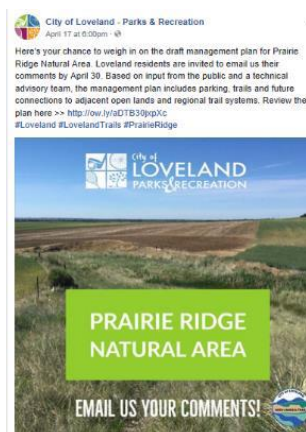 City of Loveland - Parks & Recreation
April 17 at 6:00pm ·
Here's your chance to weigh in on the draft management plan for Prairie
Ridge Natural Area. Loveland residents are invited to email us their
comments by April 30. Based on input from the public and a technical
advisory team, the management plan includes parking, trails and future
connections to adjacent open lands and regional trail systems. Review the
plan here >> http://ow.ly/aDTB30jxpXc
#Loveland #LovelandTrails #PrairieRidge
City of
LOVELAND
PARKS&RECREATION
PRAIRIE RIDGE
NATURAL AREA
EMAIL US YOUR COMMENTS!